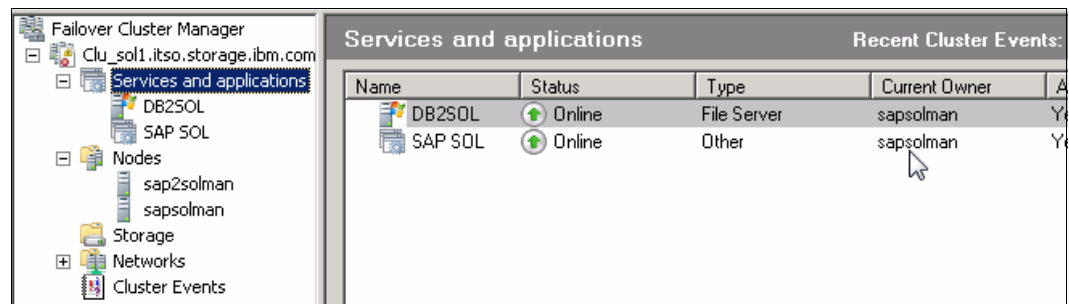 Failover Cluster Manager
Clu_sol1.itso.storage.ibm.com
Services and applications
DB2SOL
SAP SOL
Nodes
sap2solman
sapsolman
Storage
Networks
Cluster Events
Services and applications Recent Cluster Events:
Name Status Type Current Owner A
DB2SOL Online File Server sapsolman Ye
SAP SOL Online Other sapsolman Ye